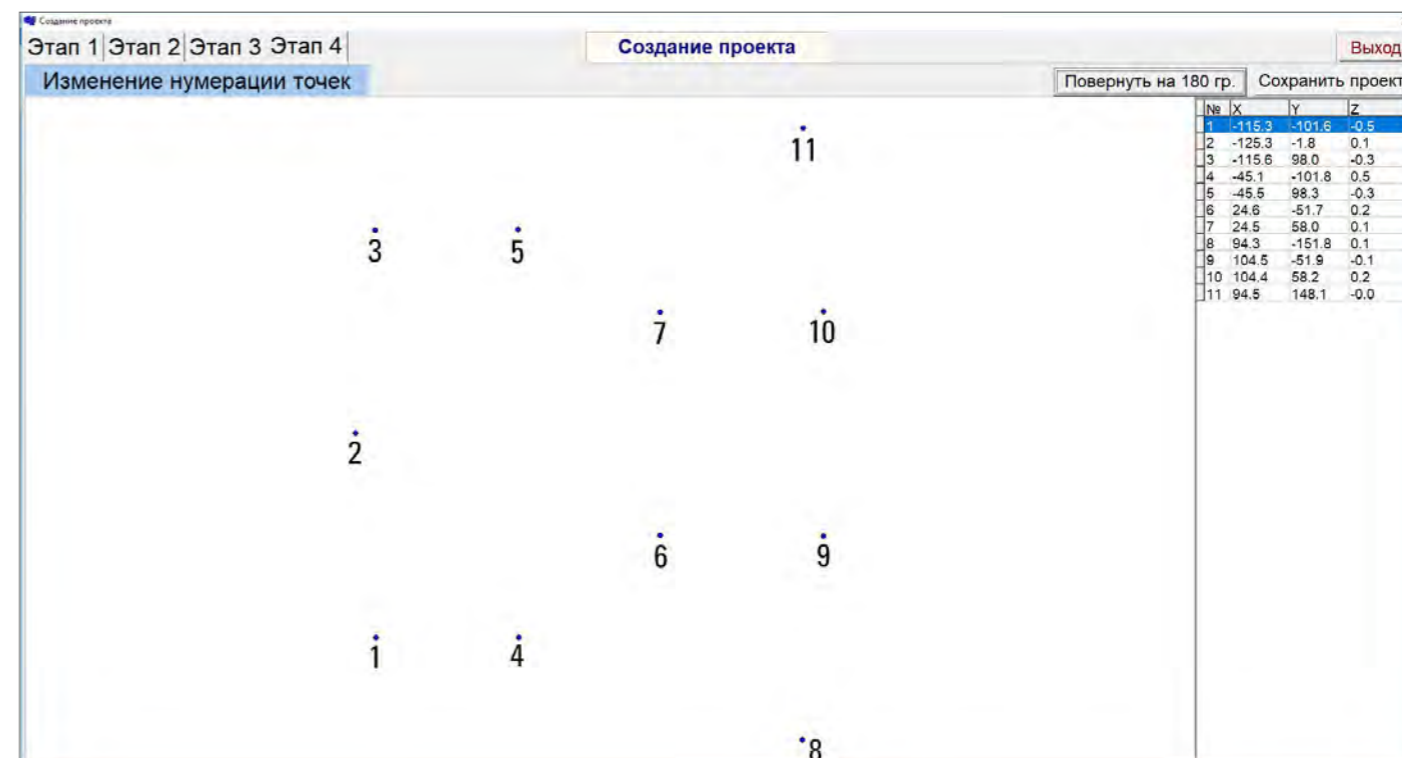 Создание проекта
Этап 1 Этап 2 Этап 3 Этап 4 Создание проекта Выход
Изменение нумерации точек Повернуть на 180 гр. Сохранить проект
11
3 5
7 10
2
6 9
1 4
8
№ X Y Z
1 -115.3 -101.6 -0.5
2 -125.3 -1.8 0.1
3 -115.6 98.0 -0.3
4 -45.1 -101.8 0.5
5 -45.5 98.3 -0.3
6 24.6 -51.7 0.2
7 24.5 58.0 0.1
8 94.3 -151.8 0.1
9 104.5 -51.9 -0.1
10 104.4 58.2 0.2
11 94.5 148.1 -0.0